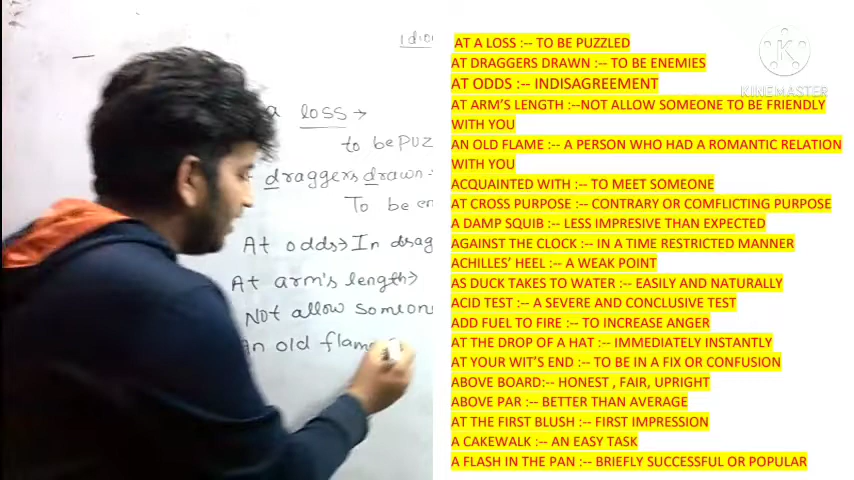 Idio
a loss →
to be PUZ
draggers drawn :-
To be en
At odds → In drag
At arm's length →
Not allow someone
An old flame
AT A LOSS :-- TO BE PUZZLED
AT DRAGGERS DRAWN :-- TO BE ENEMIES
AT ODDS :-- INDISAGREEMENT
AT ARM'S LENGTH :--NOT ALLOW SOMEONE TO BE FRIENDLY
WITH YOU
AN OLD FLAME :-- A PERSON WHO HAD A ROMANTIC RELATION
WITH YOU
ACQUAINTED WITH :-- TO MEET SOMEONE
AT CROSS PURPOSE :-- CONTRARY OR COMFLICTING PURPOSE
A DAMP SQUIB :-- LESS IMPRESIVE THAN EXPECTED
AGAINST THE CLOCK :-- IN A TIME RESTRICTED MANNER
ACHILLES' HEEL :-- A WEAK POINT
AS DUCK TAKES TO WATER :-- EASILY AND NATURALLY
ACID TEST :-- A SEVERE AND CONCLUSIVE TEST
ADD FUEL TO FIRE :-- TO INCREASE ANGER
AT THE DROP OF A HAT :-- IMMEDIATELY INSTANTLY
AT YOUR WIT'S END :-- TO BE IN A FIX OR CONFUSION
ABOVE BOARD:-- HONEST , FAIR, UPRIGHT
ABOVE PAR :-- BETTER THAN AVERAGE
AT THE FIRST BLUSH :-- FIRST IMPRESSION
A CAKEWALK :-- AN EASY TASK
A FLASH IN THE PAN :-- BRIEFLY SUCCESSFUL OR POPULAR
KINEMASTER